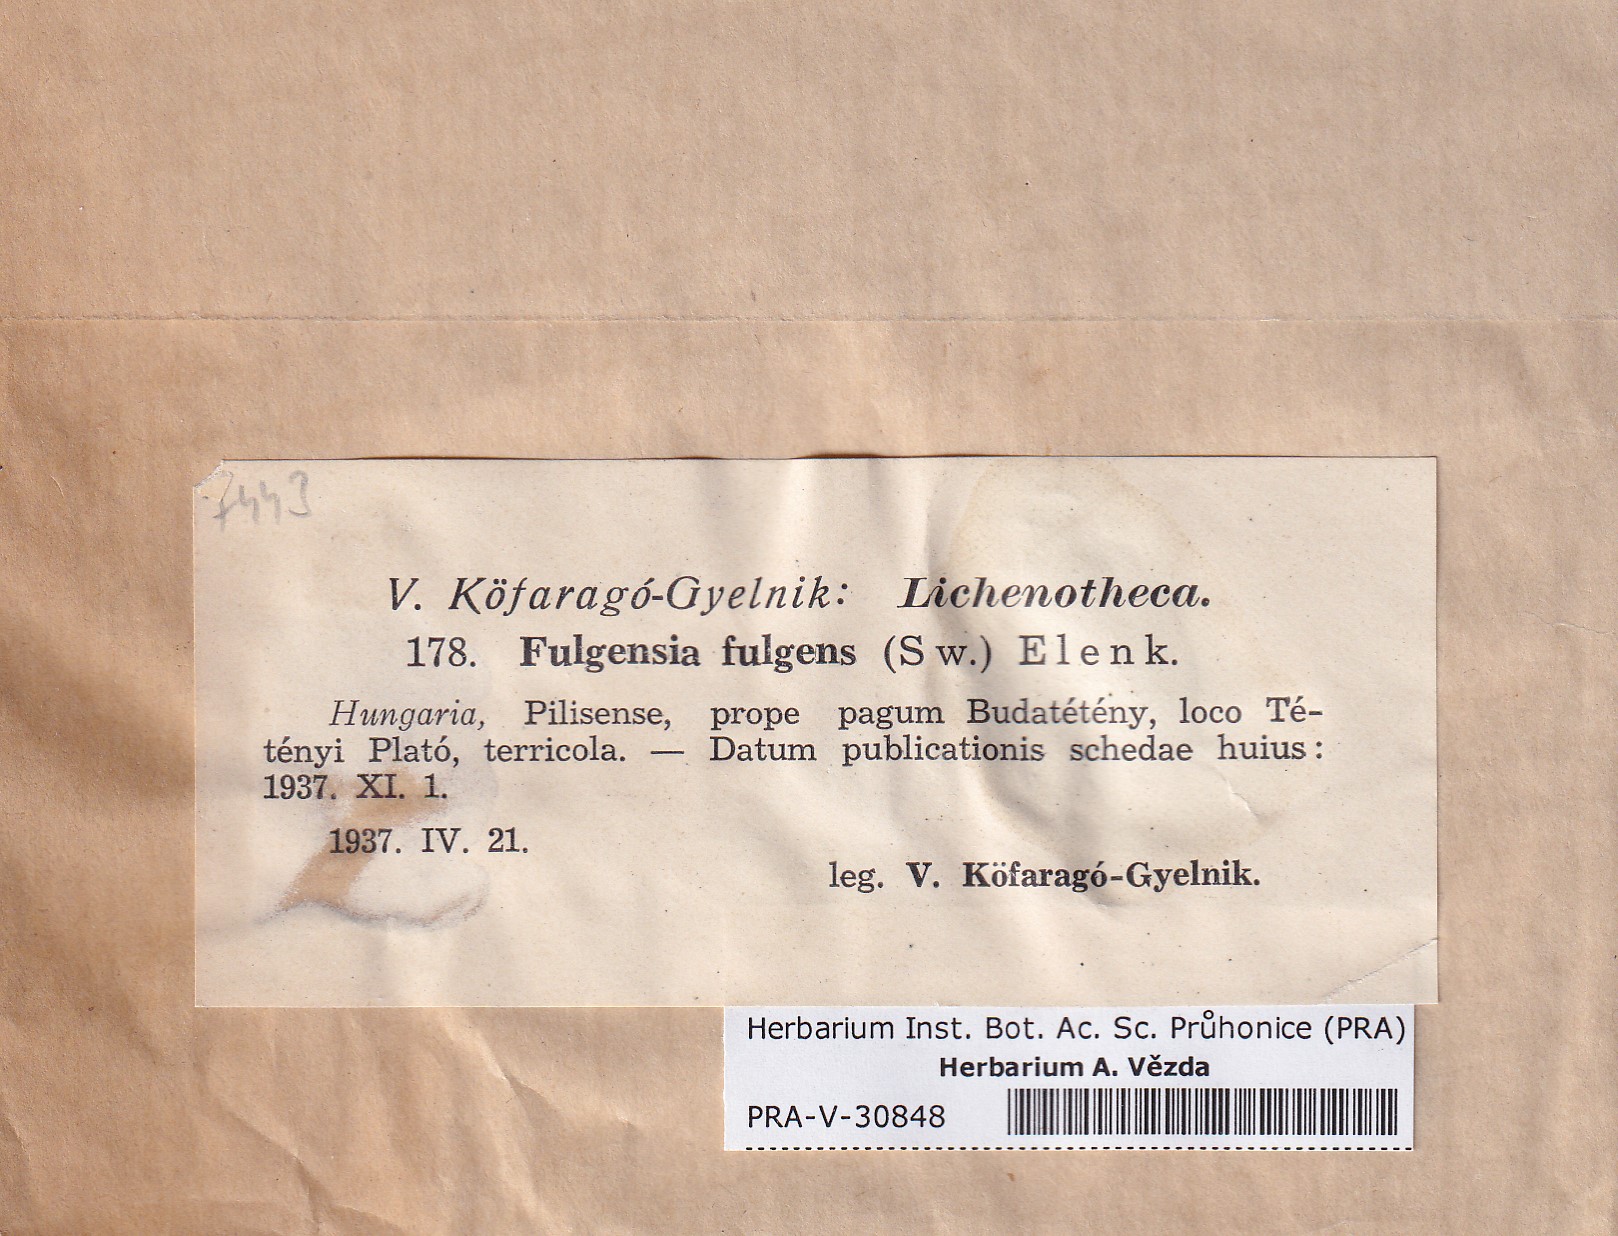 7443
V. Köfaragó-Gyelnik: Lichenotheca.
178. Fulgensia fulgens (Sw.) Elenk.
Hungaria, Pilisense, prope pagum Budatétény, loco Té-
tényi Plató, terricola. — Datum publicationis schedae huius:
1937. XI. 1.
1937. IV. 21.
leg. V. Köfaragó-Gyelnik.
Herbarium Inst. Bot. Ac. Sc. Průhonice (PRA)
Herbarium A. Vězda
PRA-V-30848